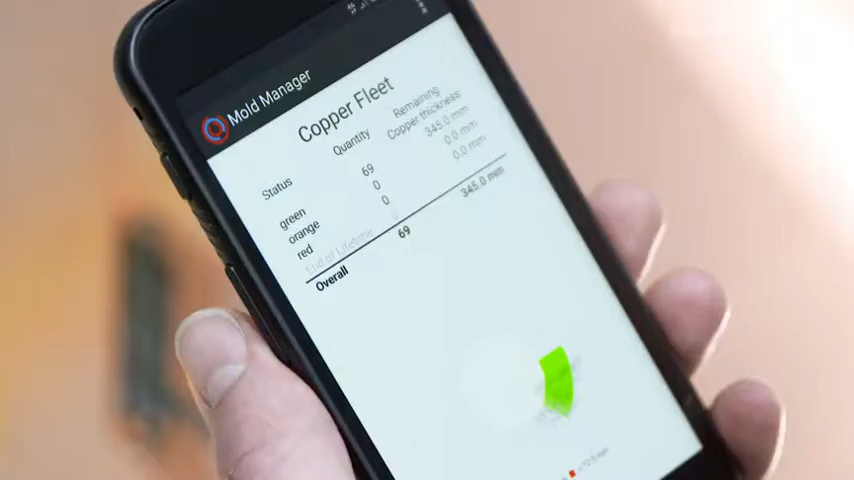 Mold Manager
Copper Fleet
Status Quantity Remaining Copper thickness
green 69 345.0 mm
orange 0 0.0 mm
red 0 0.0 mm
End of Lifetime
Overall 69 345.0 mm